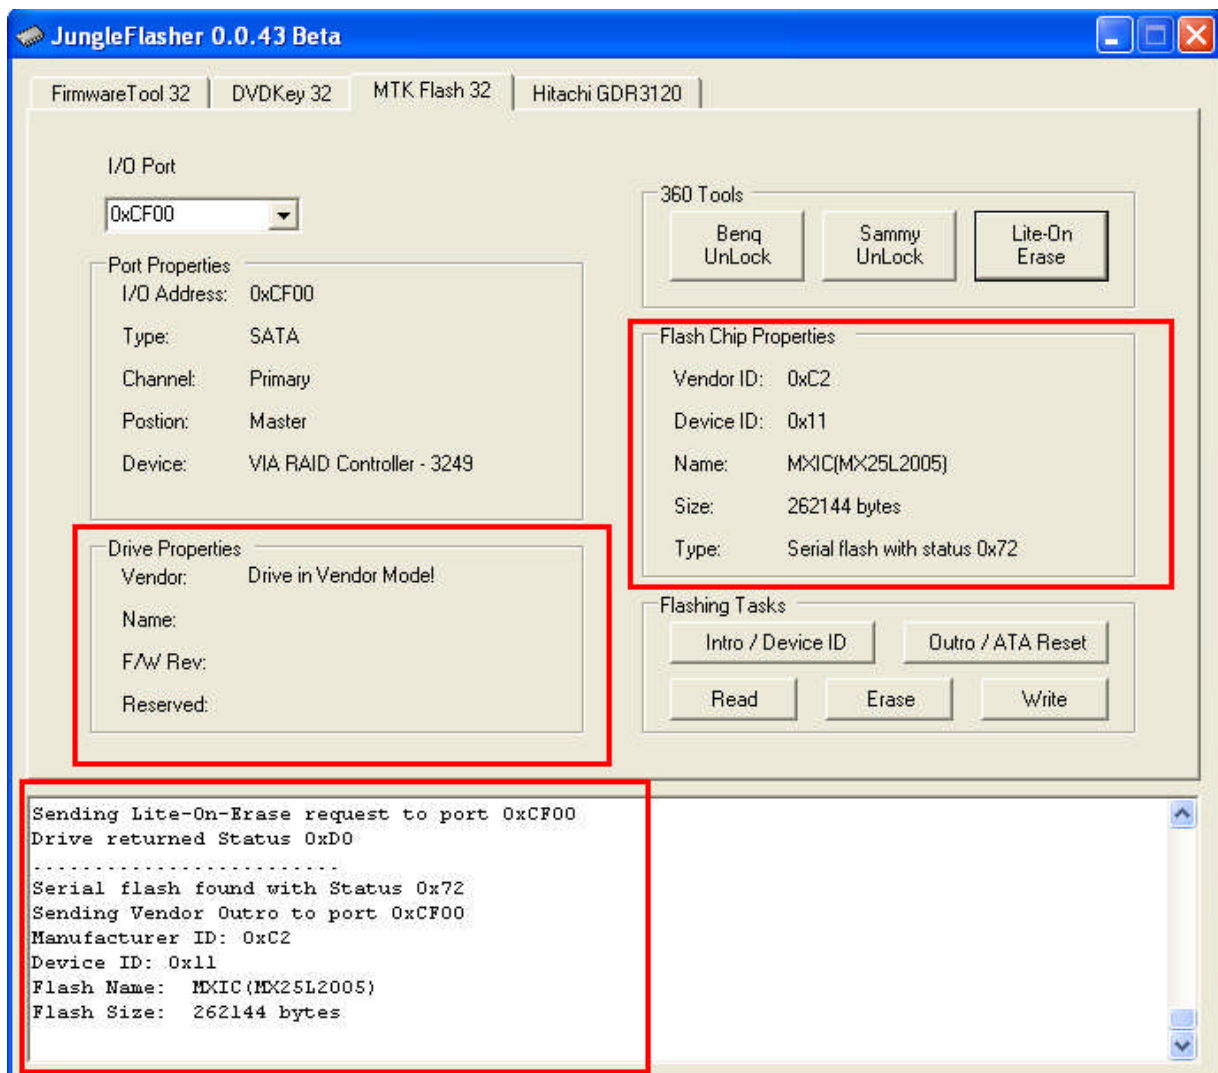 JungleFlasher 0.0.43 Beta
FirmwareTool 32
DVDKey 32
MTK Flash 32
Hitachi GDR3120
I/O Port
0xCF00
Port Properties
I/O Address: 0xCF00
Type: SATA
Channel: Primary
Postion: Master
Device: VIA RAID Controller - 3249
Drive Properties
Vendor: Drive in Vendor Mode!
Name:
F/W Rev:
Reserved:
360 Tools
Benq
UnLock
Sammy
UnLock
Lite-On
Erase
Flash Chip Properties
Vendor ID: 0xC2
Device ID: 0x11
Name: MXIC(MX25L2005)
Size: 262144 bytes
Type: Serial flash with status 0x72
Flashing Tasks
Intro / Device ID
Outro / ATA Reset
Read
Erase
Write
Sending Lite-On-Erase request to port 0xCF00
Drive returned Status 0xD0
.........................
Serial flash found with Status 0x72
Sending Vendor Outro to port 0xCF00
Manufacturer ID: 0xC2
Device ID: 0x11
Flash Name: MXIC(MX25L2005)
Flash Size: 262144 bytes